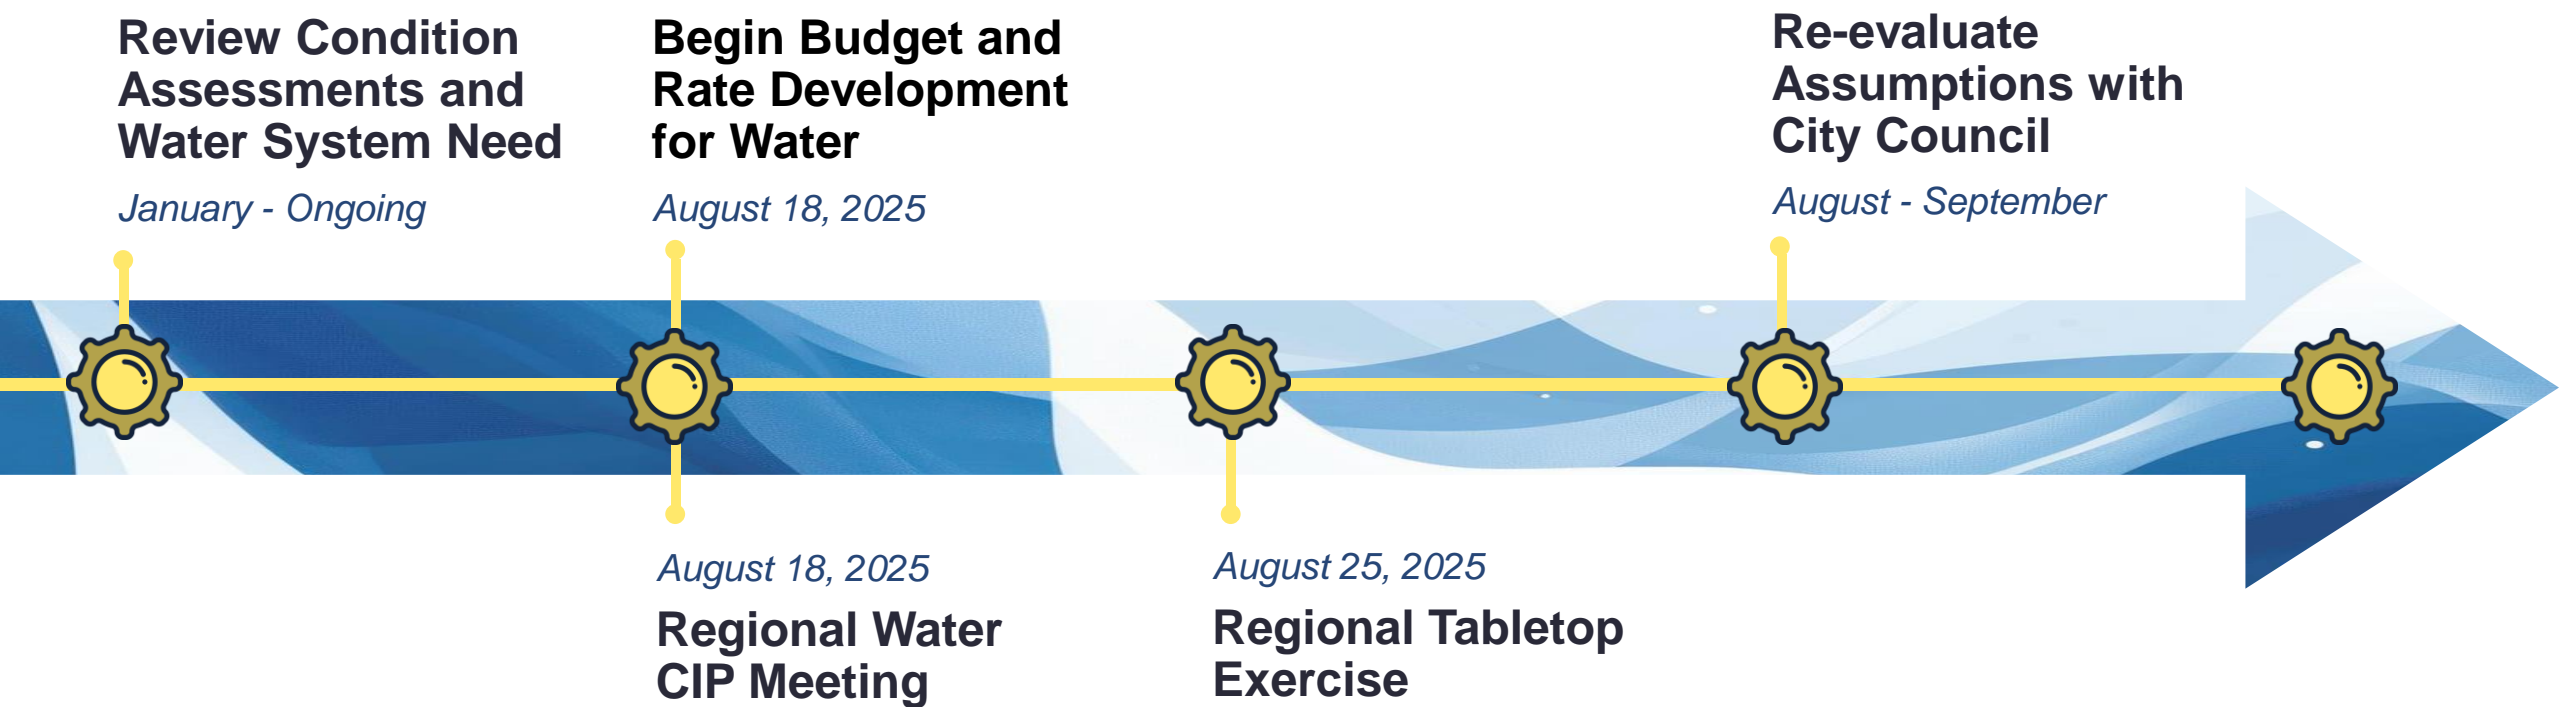 Review Condition
Assessments and
Water System Need
January - Ongoing
Begin Budget and
Rate Development
for Water
August 18, 2025
August 18, 2025
Regional Water
CIP Meeting
August 25, 2025
Regional Tabletop
Exercise
Re-evaluate
Assumptions with
City Council
August - September